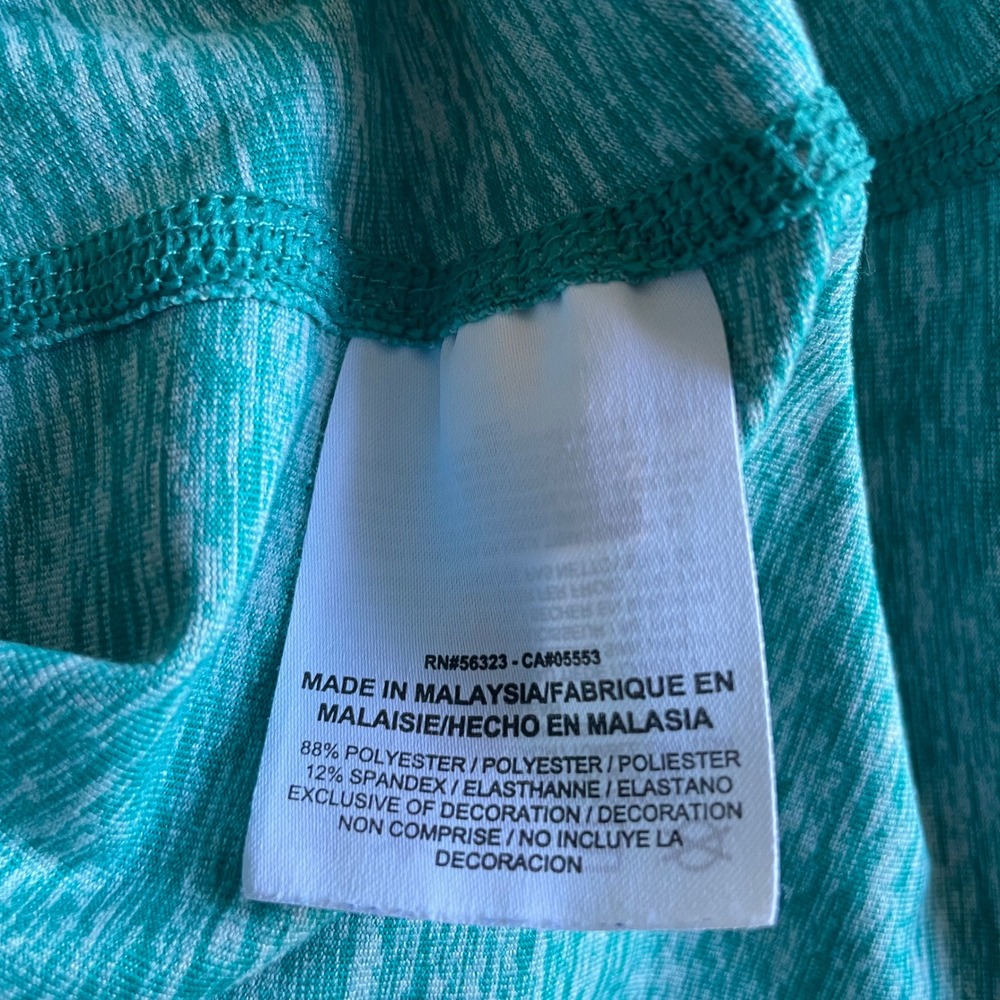 RN#56323 - CA#05553
MADE IN MALAYSIA/FABRIQUE EN
MALAISIE/HECHO EN MALASIA
88% POLYESTER / POLYESTER / POLIESTER
12% SPANDEX / ELASTHANNE / ELASTANO
EXCLUSIVE OF DECORATION / DECORATION
NON COMPRISE / NO INCLUYE LA
DECORACION